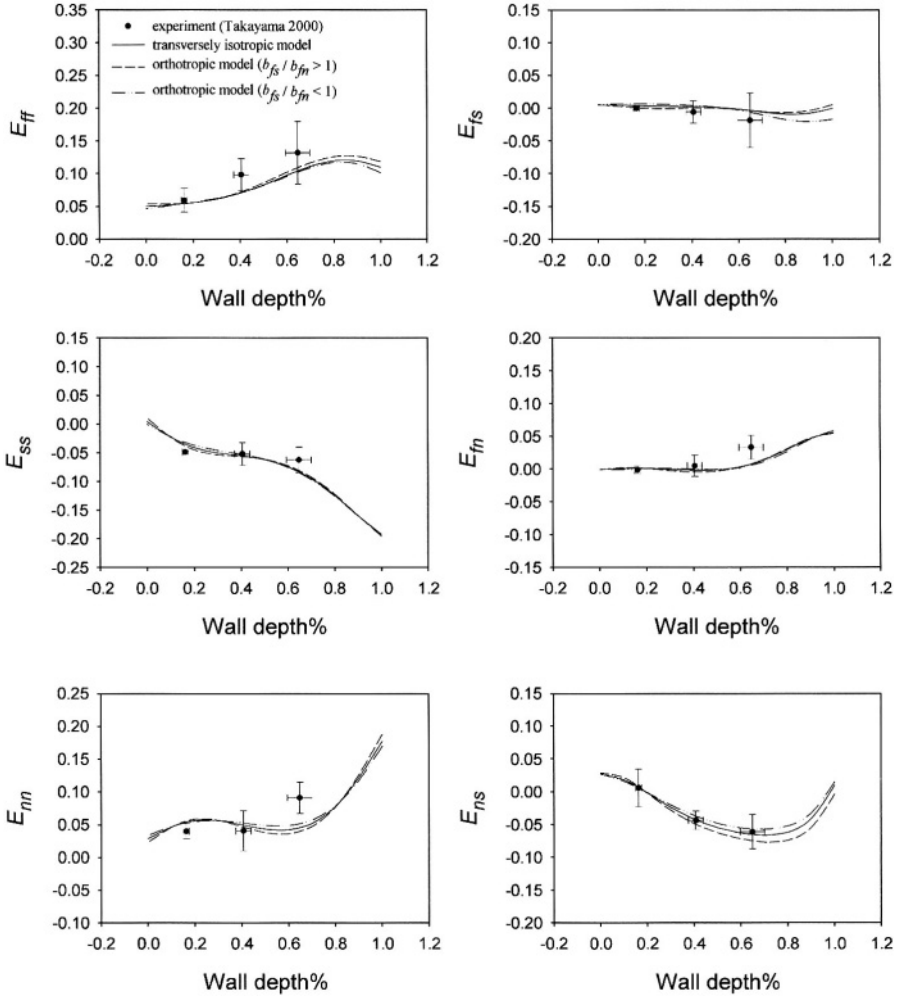 0.35
0.30
0.25
0.20
0.15
0.10
0.05
0.00
E_ff
experiment (Takayama 2000)
transversely isotropic model
orthotropic model (b_fs / b_fn > 1)
orthotropic model (b_fs / b_fn < 1)
-0.2 0.0 0.2 0.4 0.6 0.8 1.0 1.2
Wall depth%
0.15
0.10
0.05
0.00
-0.05
-0.10
-0.15
-0.20
E_fs
-0.2 0.0 0.2 0.4 0.6 0.8 1.0 1.2
Wall depth%
0.15
0.10
0.05
0.00
-0.05
-0.10
-0.15
-0.20
-0.25
E_ss
-0.2 0.0 0.2 0.4 0.6 0.8 1.0 1.2
Wall depth%
0.20
0.15
0.10
0.05
0.00
-0.05
-0.10
-0.15
E_fn
-0.2 0.0 0.2 0.4 0.6 0.8 1.0 1.2
Wall depth%
0.25
0.20
0.15
0.10
0.05
0.00
-0.05
-0.10
E_nn
-0.2 0.0 0.2 0.4 0.6 0.8 1.0 1.2
Wall depth%
0.15
0.10
0.05
0.00
-0.05
-0.10
-0.15
-0.20
E_ns
-0.2 0.0 0.2 0.4 0.6 0.8 1.0 1.2
Wall depth%